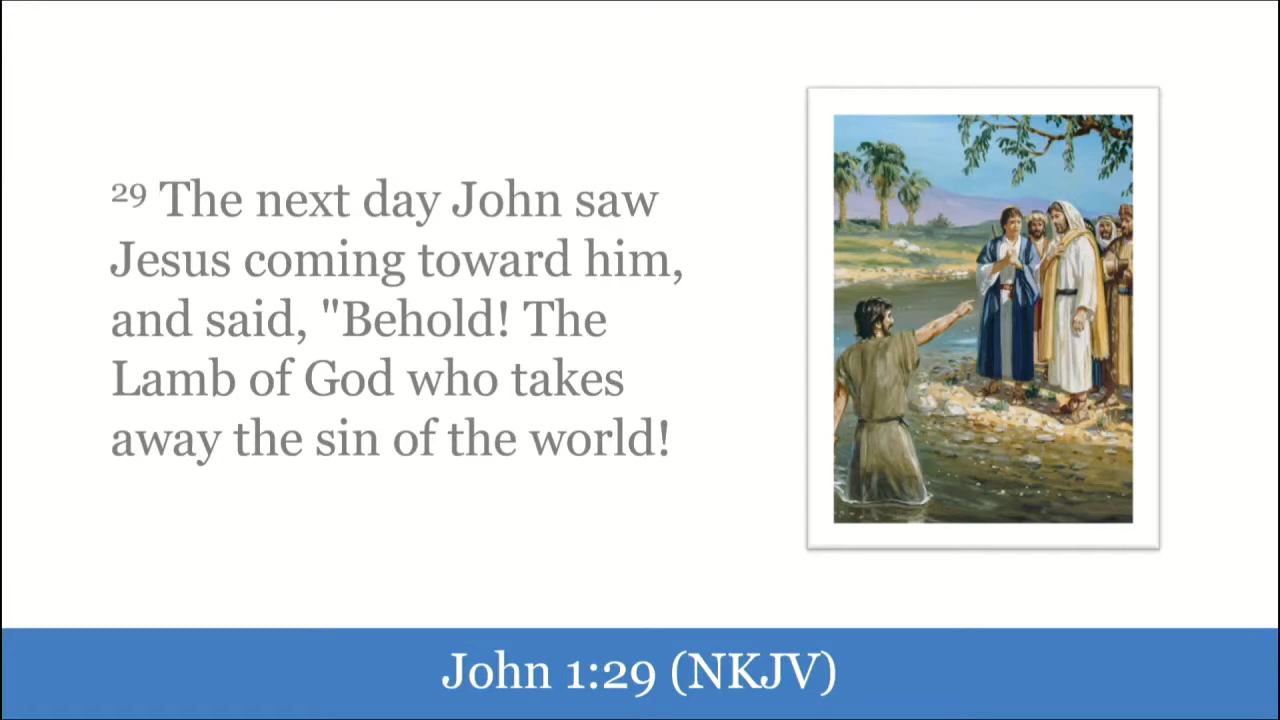 29 The next day John saw
Jesus coming toward him,
and said, "Behold! The
Lamb of God who takes
away the sin of the world!
John 1:29 (NKJV)